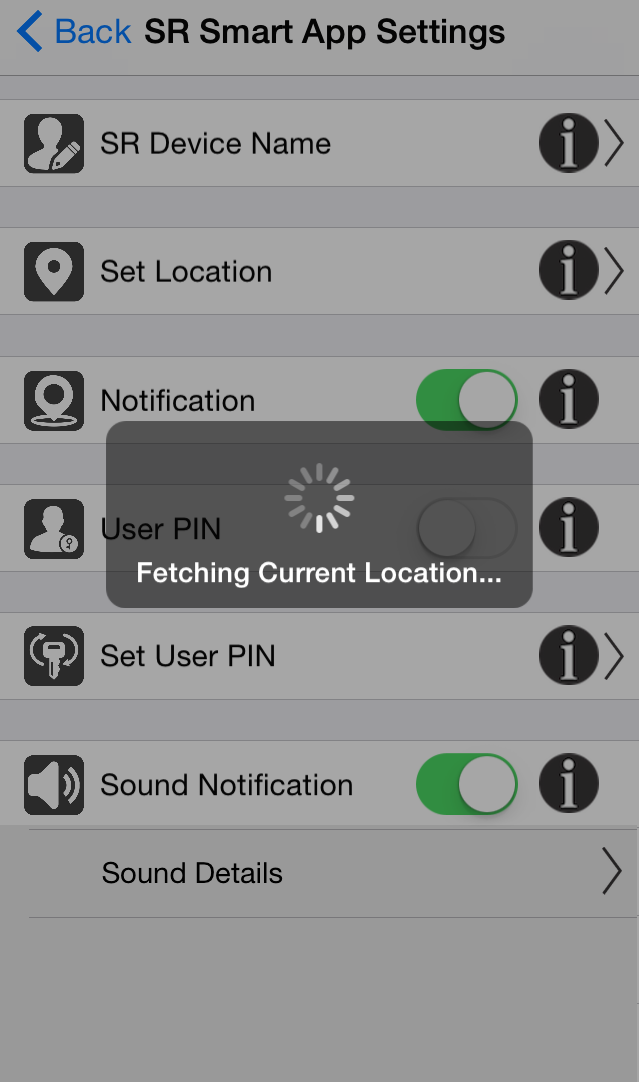 Back SR Smart App Settings
SR Device Name
Set Location
Notification
User PIN
Fetching Current Location...
Set User PIN
Sound Notification
Sound Details